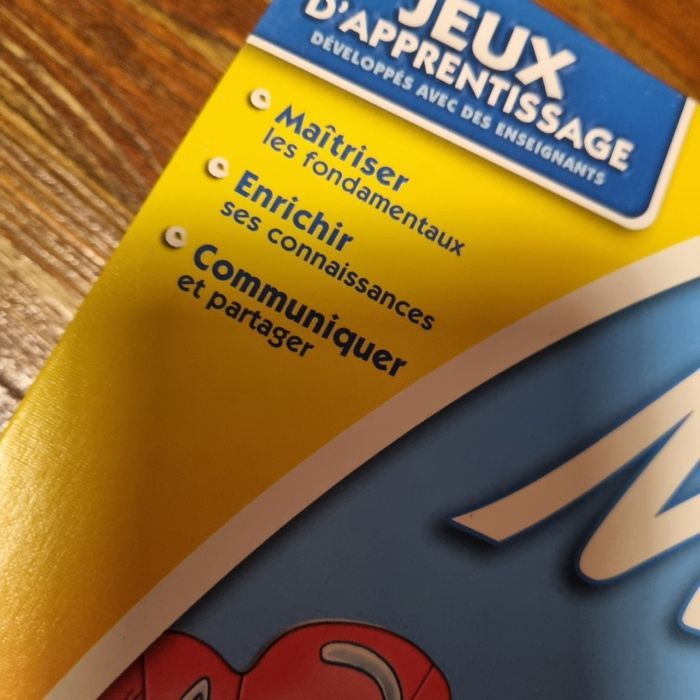 JEUX
D'APPRENTISSAGE
DÉVELOPPÉS AVEC DES ENSEIGNANTS
Maîtriser
les fondamentaux
Enrichir
ses connaissances
Communiquer
et partager